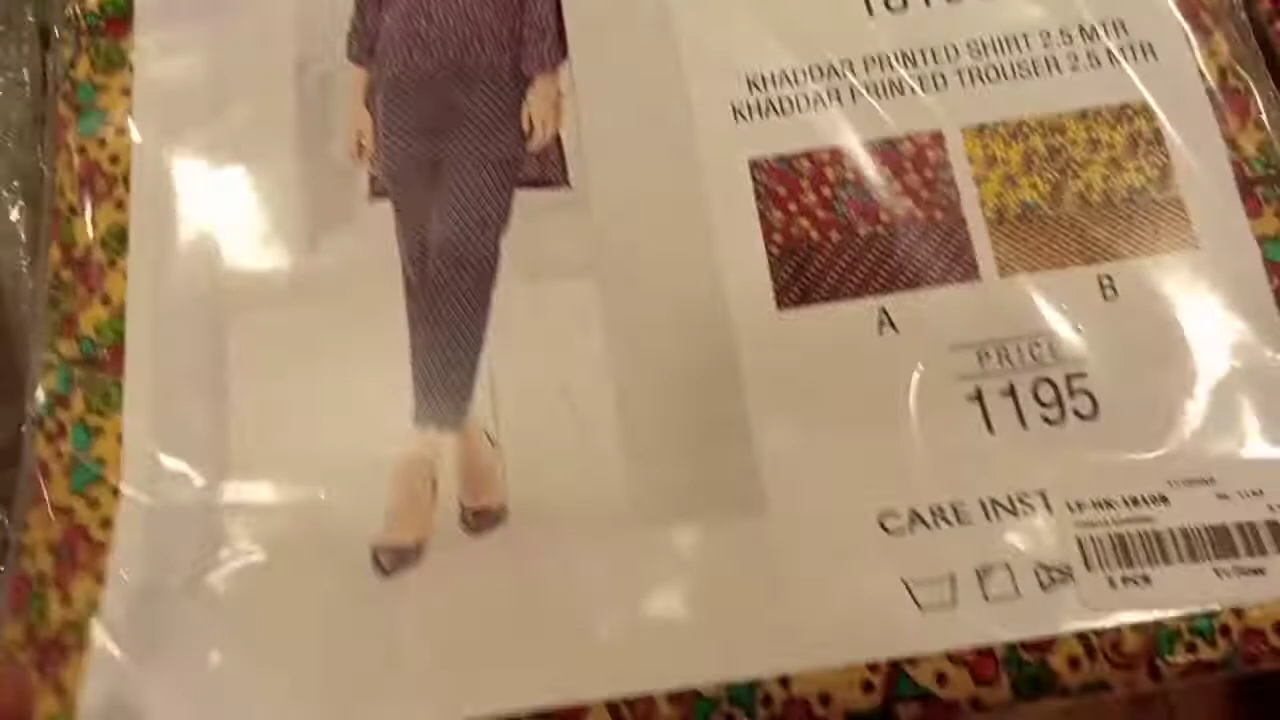 KHADDAR PRINTED SHIRT 2.5 MTR
KHADDAR PRINTED TROUSER 2.5 MTR
A
B
PRICE
1195
CARE INST